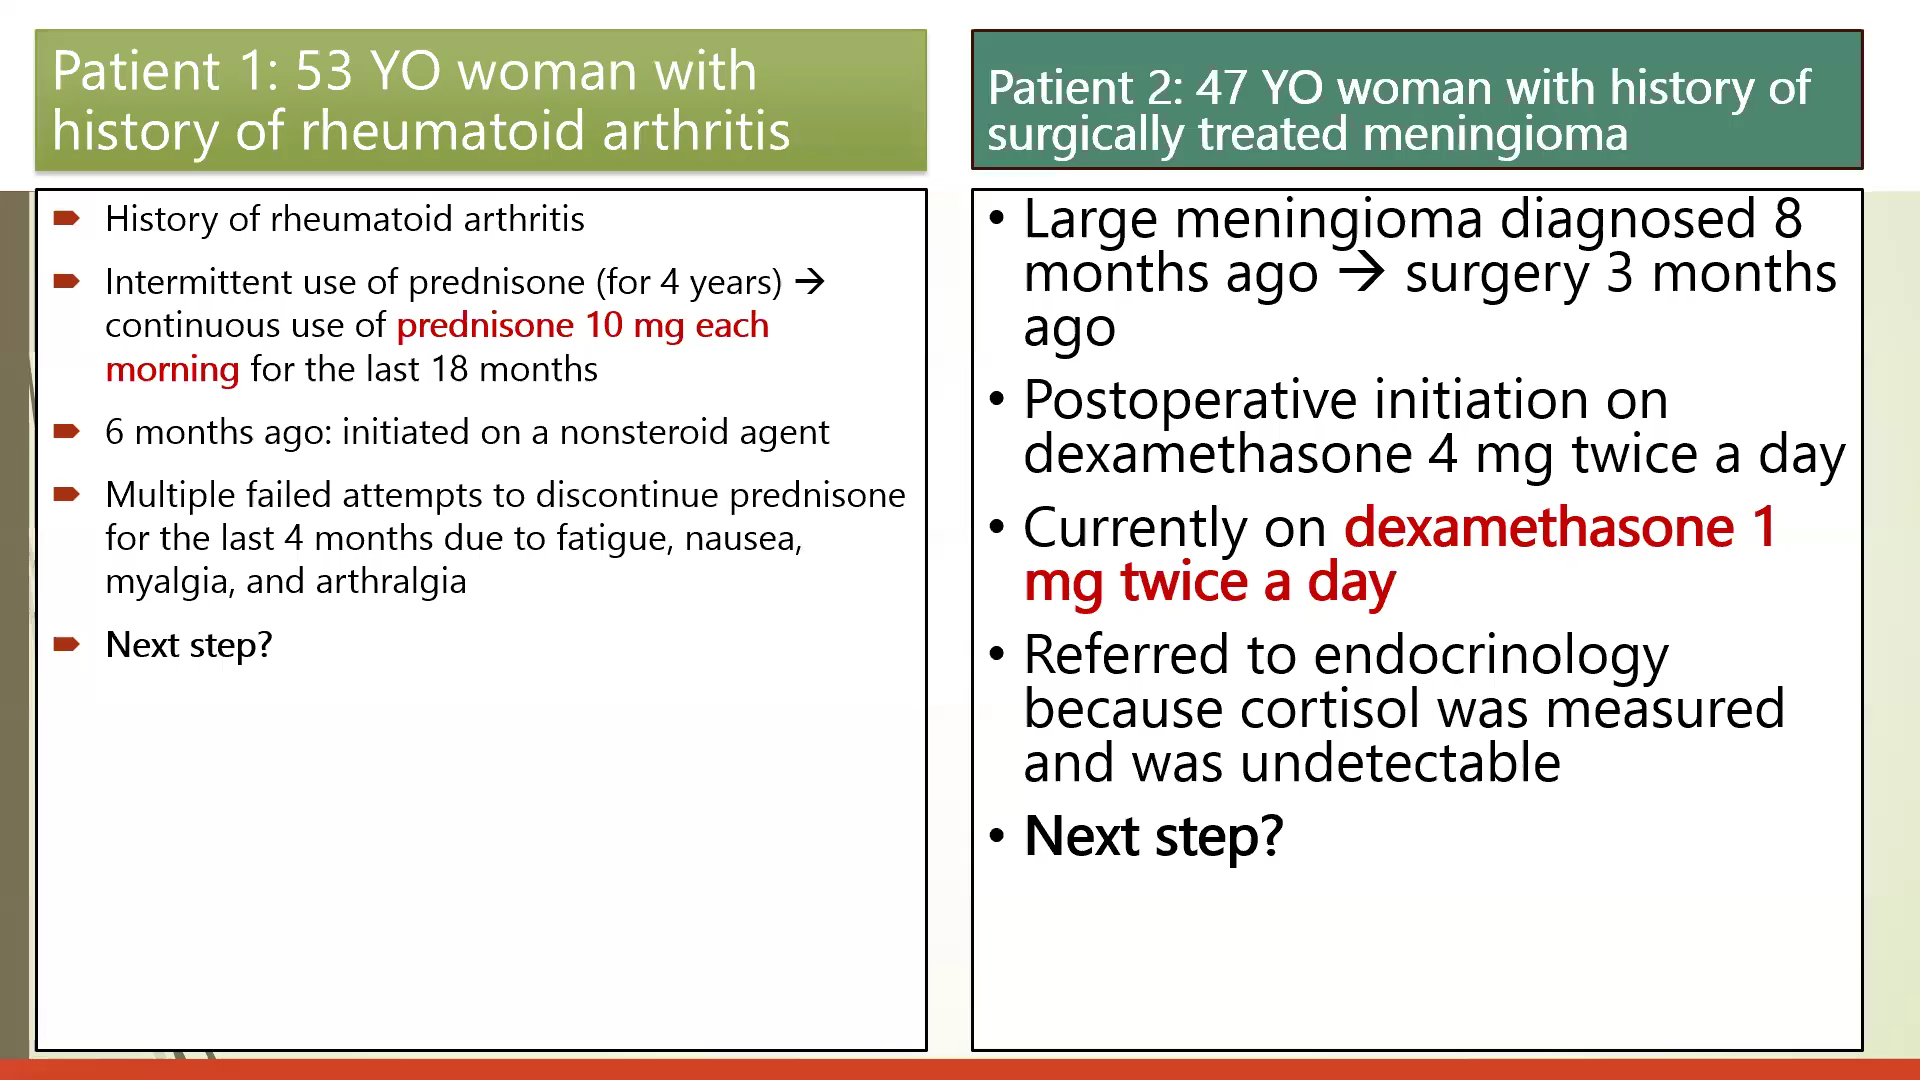 Patient 1: 53 YO woman with
history of rheumatoid arthritis
History of rheumatoid arthritis
Intermittent use of prednisone (for 4 years) →
continuous use of prednisone 10 mg each
morning for the last 18 months
6 months ago: initiated on a nonsteroid agent
Multiple failed attempts to discontinue prednisone
for the last 4 months due to fatigue, nausea,
myalgia, and arthralgia
Next step?
Patient 2: 47 YO woman with history of
surgically treated meningioma
• Large meningioma diagnosed 8
months ago → surgery 3 months
ago
• Postoperative initiation on
dexamethasone 4 mg twice a day
• Currently on dexamethasone 1
mg twice a day
• Referred to endocrinology
because cortisol was measured
and was undetectable
• Next step?